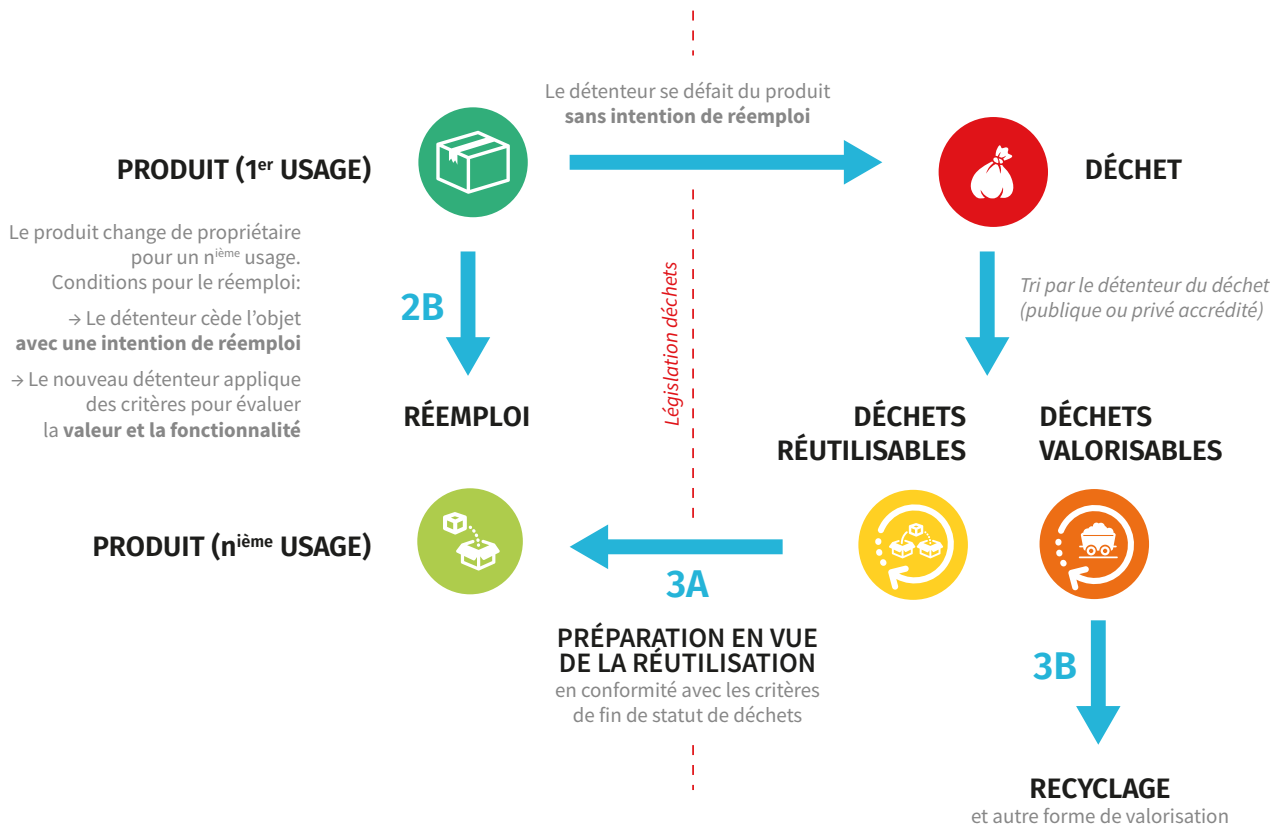 Le détenteur se défait du produit
sans intention de réemploi
PRODUIT (1er USAGE)
DÉCHET
Le produit change de propriétaire
pour un nième usage.
Conditions pour le réemploi:
→ Le détenteur cède l'objet
avec une intention de réemploi
→ Le nouveau détenteur applique
des critères pour évaluer
la valeur et la fonctionnalité
2B
Législation déchets
Tri par le détenteur du déchet
(publique ou privé accrédité)
RÉEMPLOI
DÉCHETS
RÉUTILISABLES
DÉCHETS
VALORISABLES
PRODUIT (nième USAGE)
3A
PRÉPARATION EN VUE
DE LA RÉUTILISATION
en conformité avec les critères
de fin de statut de déchets
3B
RECYCLAGE
et autre forme de valorisation